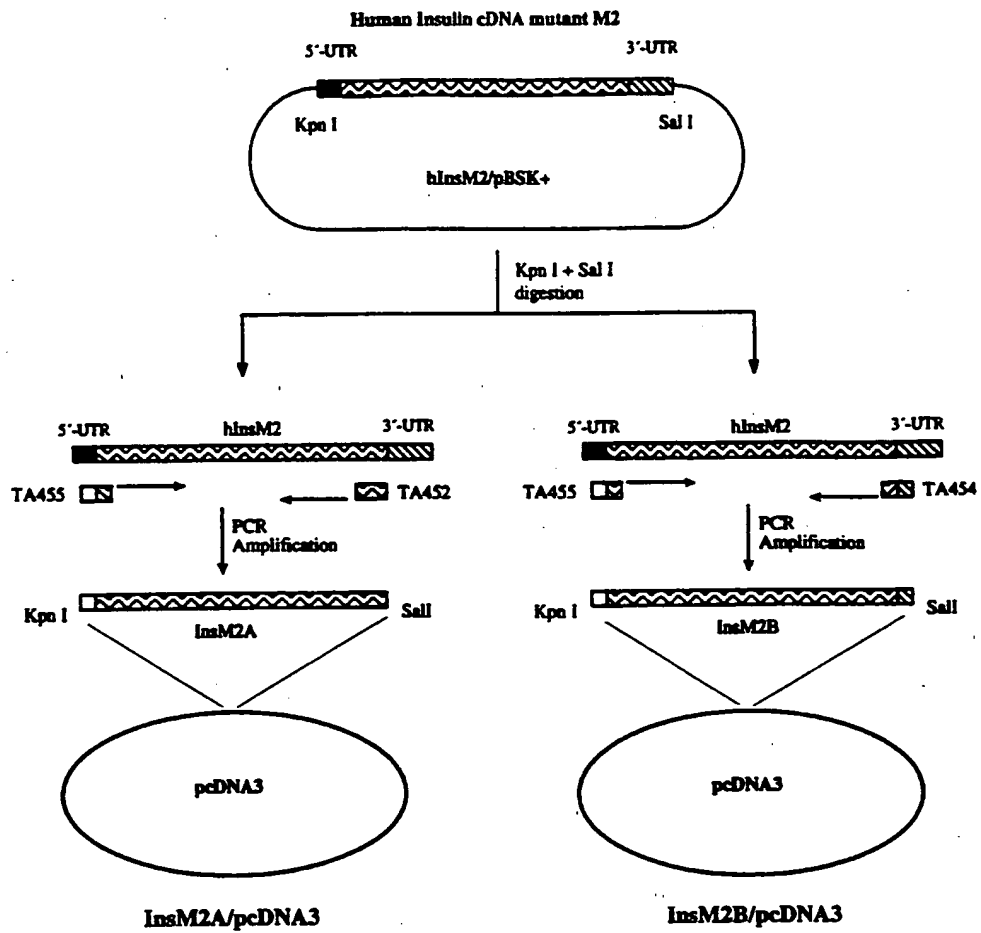 Human Insulin cDNA mutant M2
5´-UTR 3´-UTR
Kpn I Sal I
hInsM2/pBSK+
Kpn I + Sal I
digestion
5´-UTR hInsM2 3´-UTR
TA455 TA452
PCR
Amplification
Kpn I SalI
InsM2A
pcDNA3
InsM2A/pcDNA3
5´-UTR hInsM2 3´-UTR
TA455 TA454
PCR
Amplification
Kpn I SalI
InsM2B
pcDNA3
InsM2B/pcDNA3